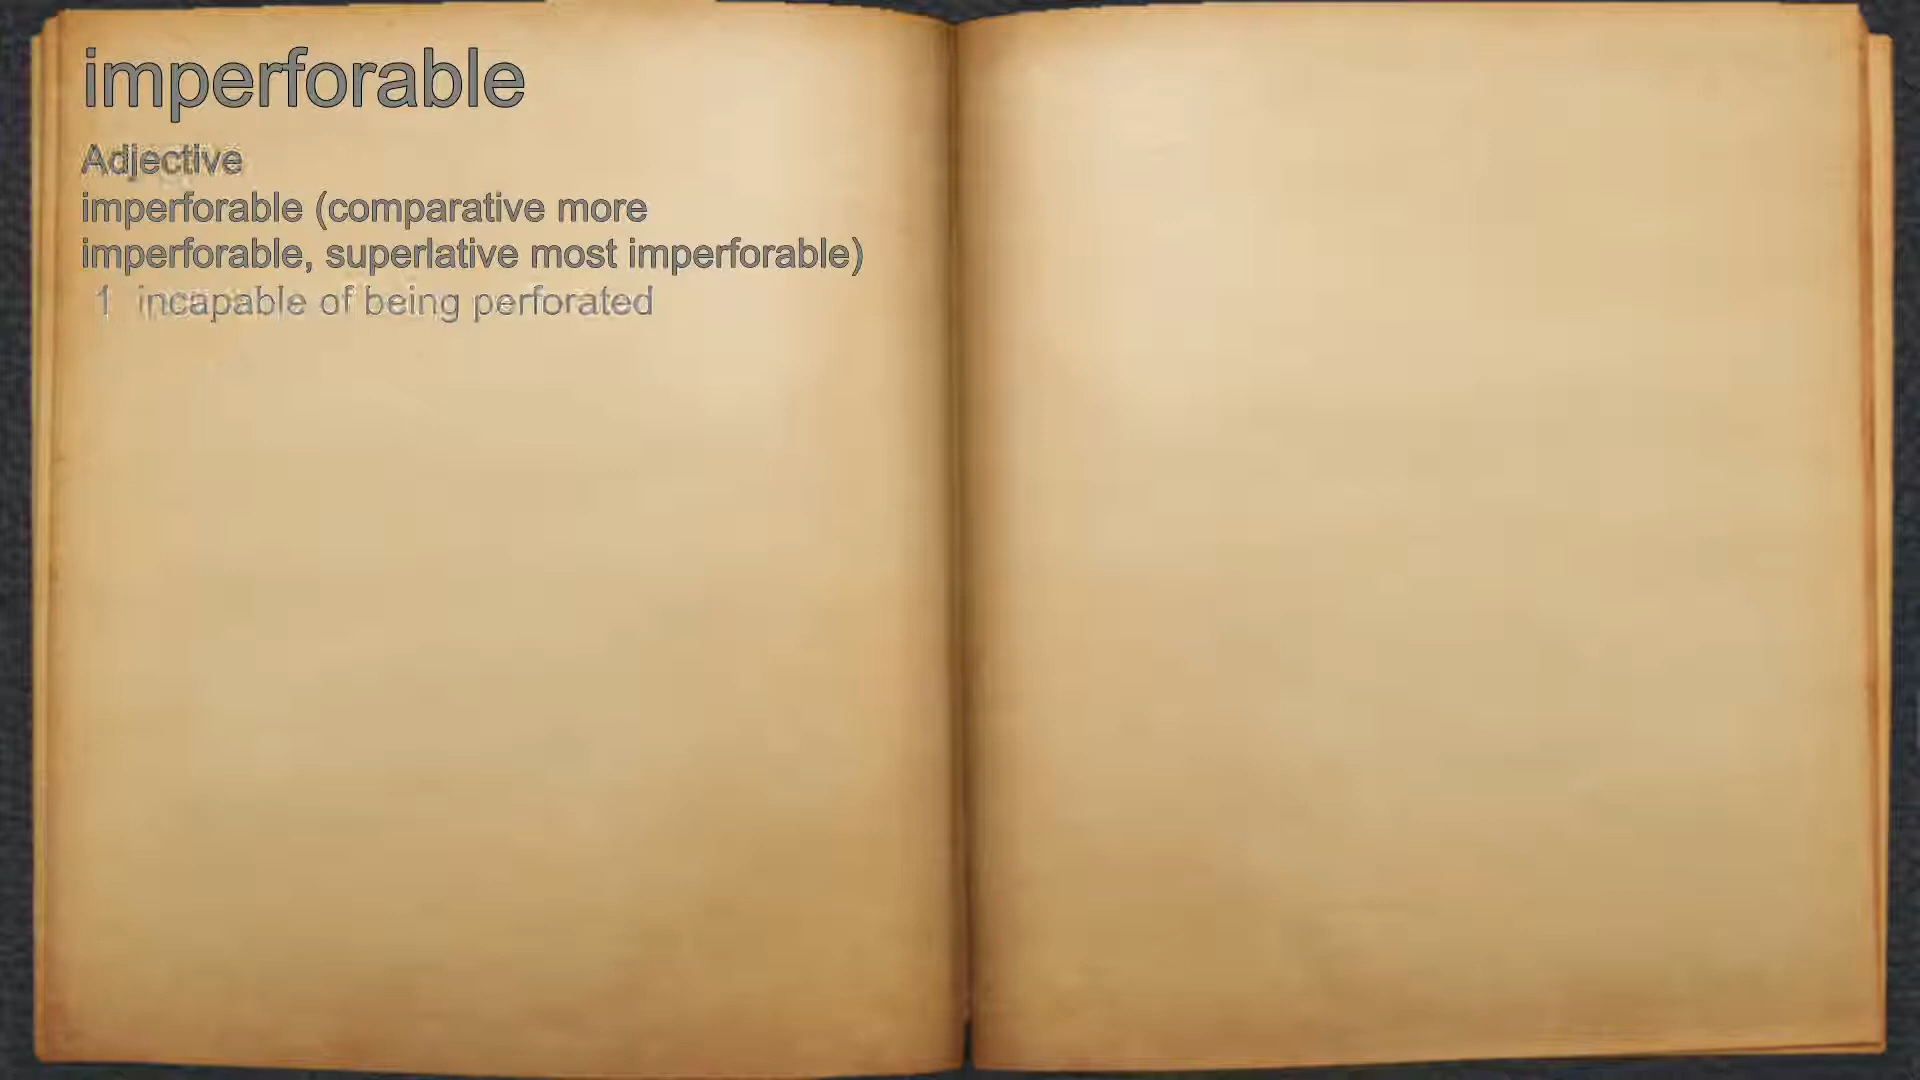 imperforable
Adjective
imperforable (comparative more
imperforable, superlative most imperforable)
1 incapable of being perforated